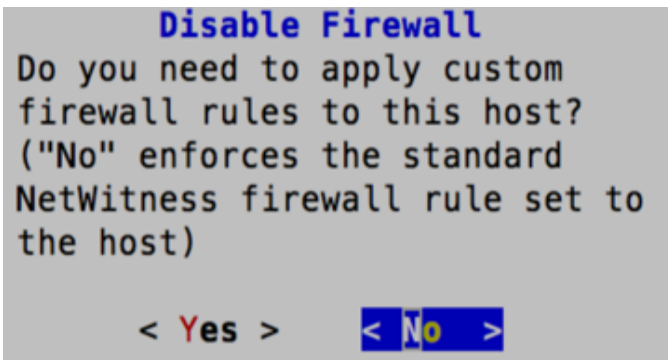 Disable Firewall
Do you need to apply custom
firewall rules to this host?
("No" enforces the standard
NetWitness firewall rule set to
the host)
< Yes > < No >